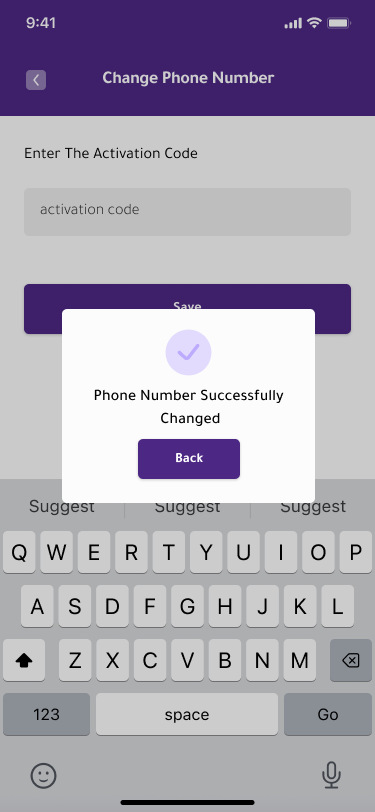 9:41
Change Phone Number
Enter The Activation Code
activation code
Save
Phone Number Successfully
Changed
Back
Suggest Suggest Suggest
Q W E R T Y U I O P
A S D F G H J K L
Z X C V B N M
123 space Go